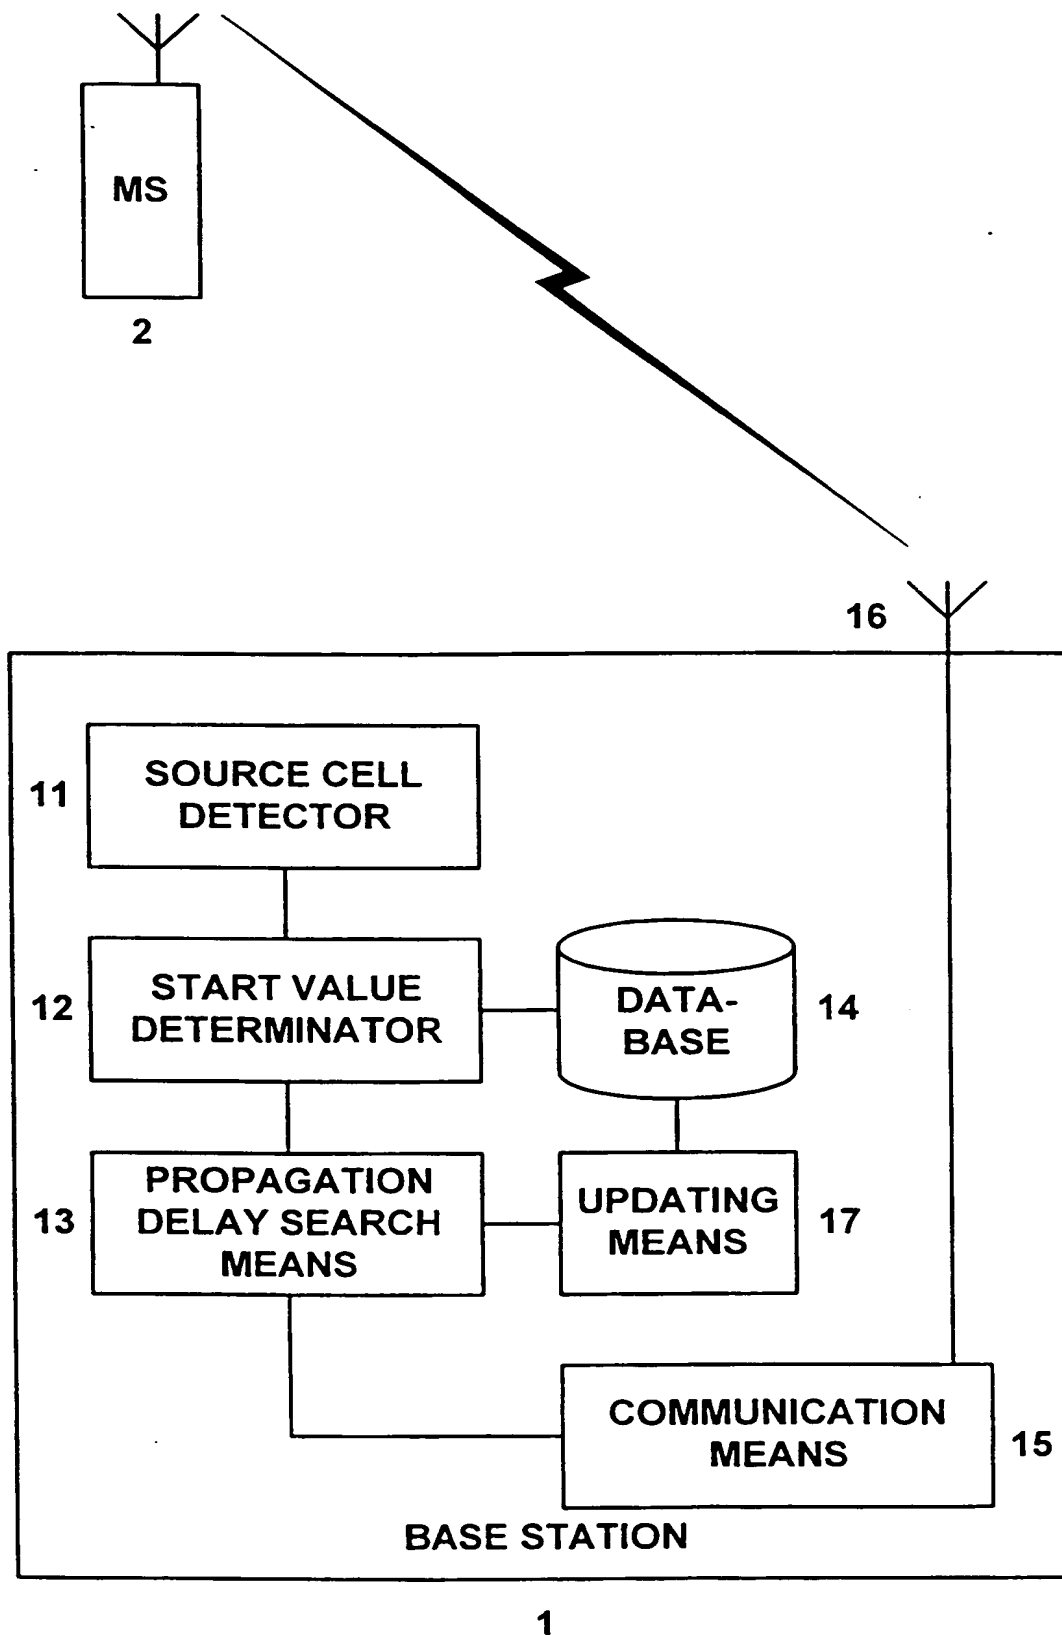 MS
2
16
11
SOURCE CELL
DETECTOR
12
START VALUE
DETERMINATOR
DATA-
BASE
14
13
PROPAGATION
DELAY SEARCH
MEANS
UPDATING
MEANS
17
COMMUNICATION
MEANS
15
BASE STATION
1